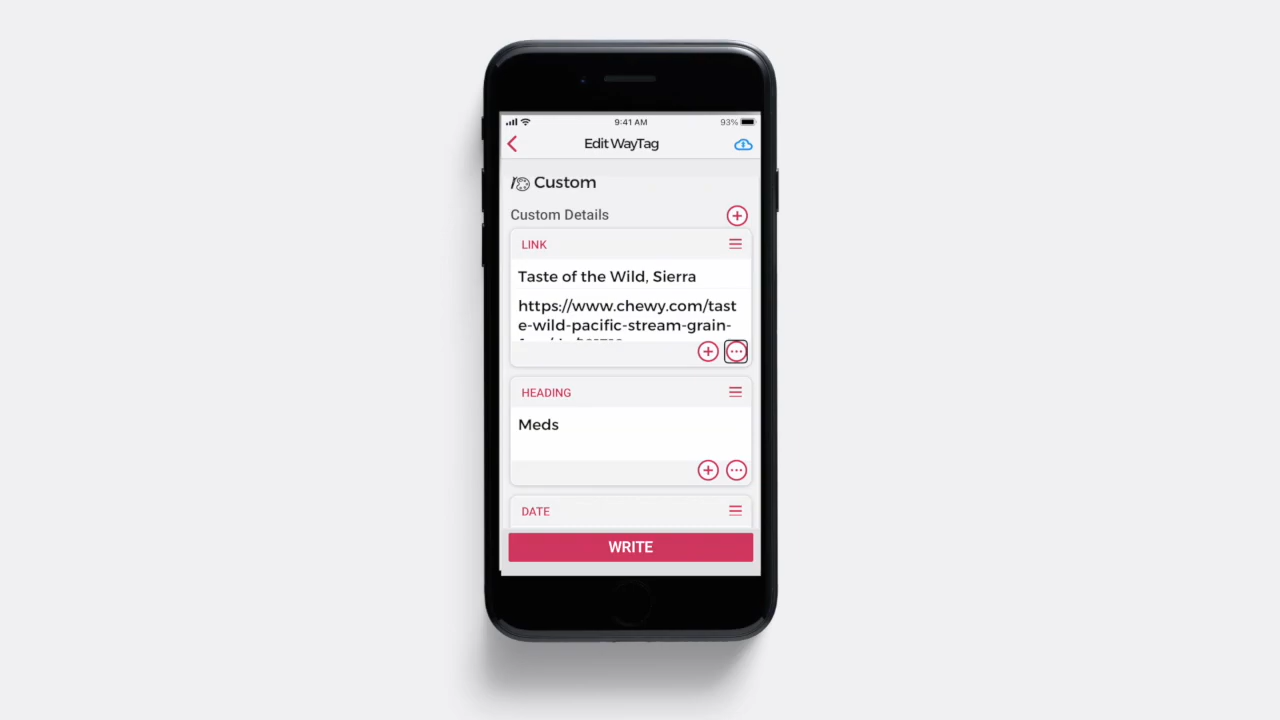 9:41 AM
93%
Edit WayTag
Custom
Custom Details
LINK
Taste of the Wild, Sierra
https://www.chewy.com/tast
e-wild-pacific-stream-grain-
HEADING
Meds
DATE
WRITE